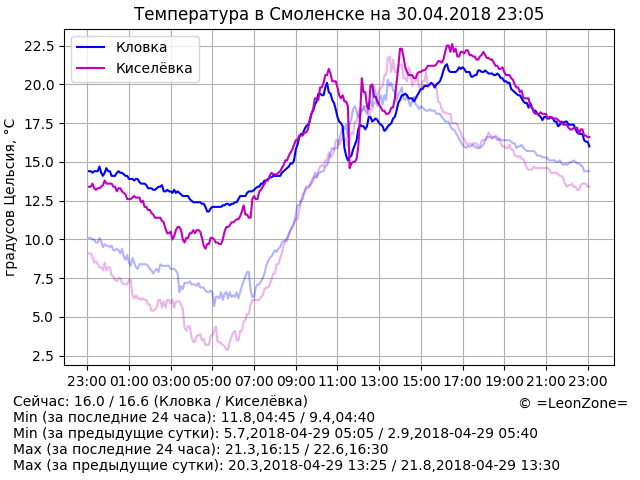 Температура в Смоленске на 30.04.2018 23:05
Кловка
Киселёвка
градусов Цельсия, °C
22.5
20.0
17.5
15.0
12.5
10.0
7.5
5.0
2.5
23:00 01:00 03:00 05:00 07:00 09:00 11:00 13:00 15:00 17:00 19:00 21:00 23:00
Сейчас: 16.0 / 16.6 (Кловка / Киселёвка)
© =LeonZone=
Min (за последние 24 часа): 11.8,04:45 / 9.4,04:40
Min (за предыдущие сутки): 5.7,2018-04-29 05:05 / 2.9,2018-04-29 05:40
Max (за последние 24 часа): 21.3,16:15 / 22.6,16:30
Max (за предыдущие сутки): 20.3,2018-04-29 13:25 / 21.8,2018-04-29 13:30